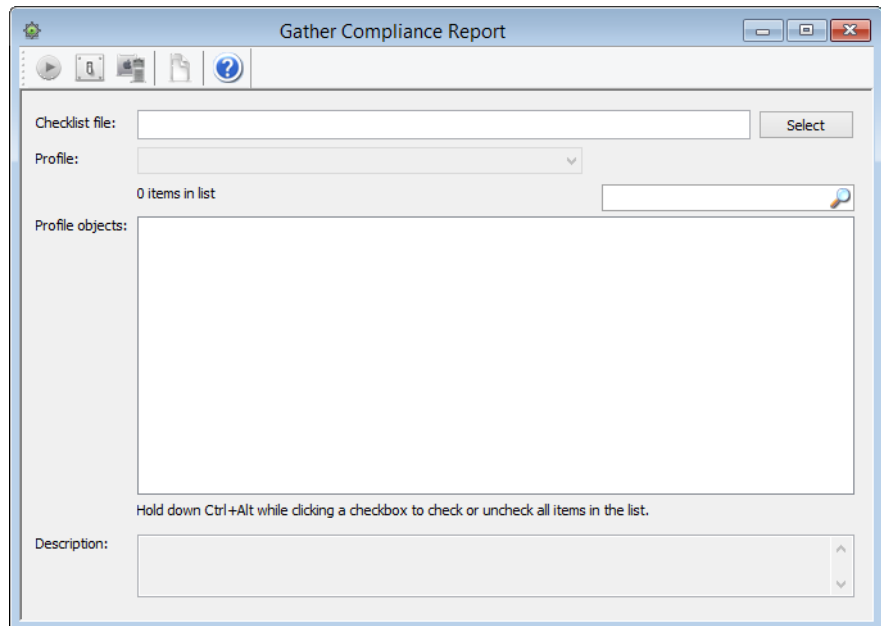 Gather Compliance Report
Checklist file:
Select
Profile:
0 items in list
Profile objects:
Hold down Ctrl+Alt while clicking a checkbox to check or uncheck all items in the list.
Description: